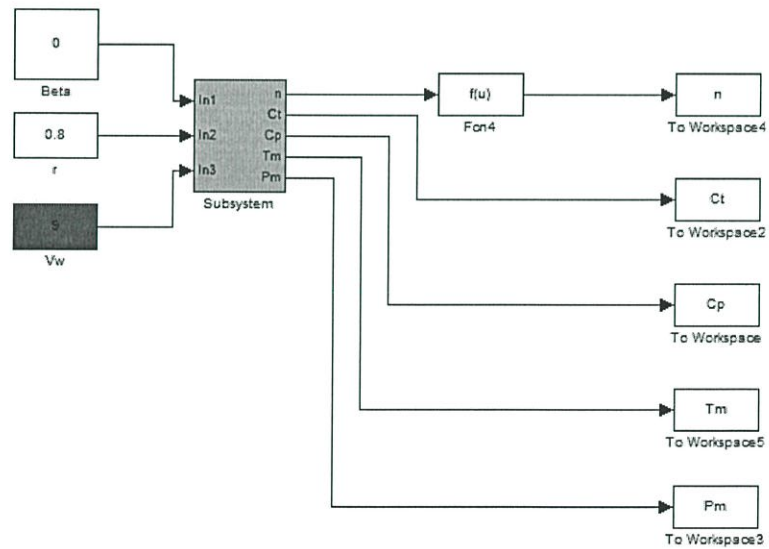 0
Beta
0.8
r
5
Vw
In1
In2
In3
n
Ct
Cp
Tm
Pm
Subsystem
f(u)
Fcn4
n
To Workspace4
Ct
To Workspace2
Cp
To Workspace
Tm
To Workspace5
Pm
To Workspace3